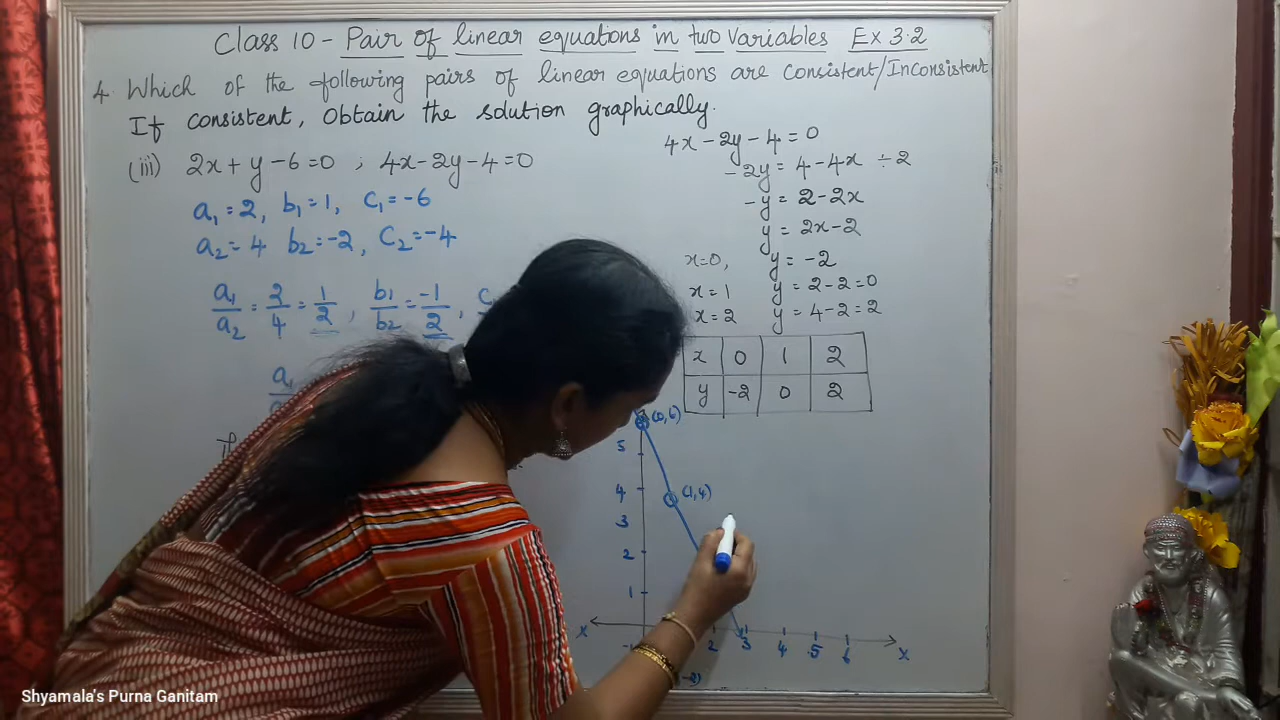 Class 10 - Pair of linear equations in two variables Ex 3.2
4. Which of the following pairs of linear equations are consistent/Inconsistent
If consistent, obtain the solution graphically.
(iii) 2x + y - 6 = 0 ; 4x - 2y - 4 = 0
a₁ = 2, b₁ = 1, c₁ = -6
a₂ = 4 b₂ = -2, c₂ = -4
a₁/a₂ = 2/4 = 1/2, b₁/b₂ = -1/2,
4x - 2y - 4 = 0
-2y = 4 - 4x ÷ 2
-y = 2 - 2x
y = 2x - 2
x = 0, y = -2
x = 1 y = 2 - 2 = 0
x = 2 y = 4 - 2 = 2
x 0 1 2
y -2 0 2
(0,6)
5
4 (1,4)
3
2
1
x 2 3 4 5 6 x
Shyamala's Purna Ganitam